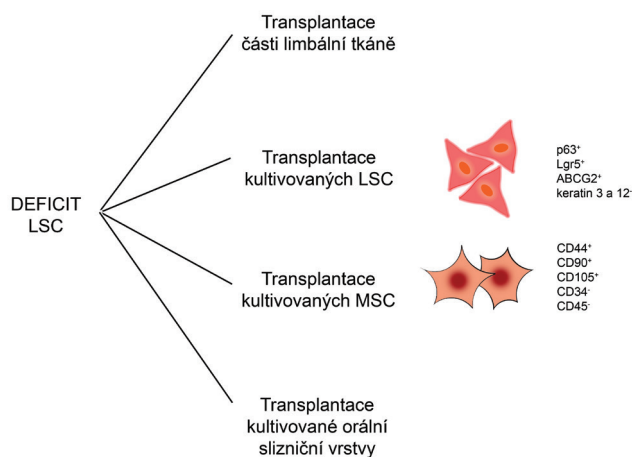 Transplantace
části limbální tkáně
Transplantace
kultivovaných LSC
p63⁺
Lgr5⁺
ABCG2⁺
keratin 3 a 12⁻
DEFICIT
LSC
Transplantace
kultivovaných MSC
CD44⁺
CD90⁺
CD105⁺
CD34⁻
CD45⁻
Transplantace
kultivované orální
slizniční vrstvy